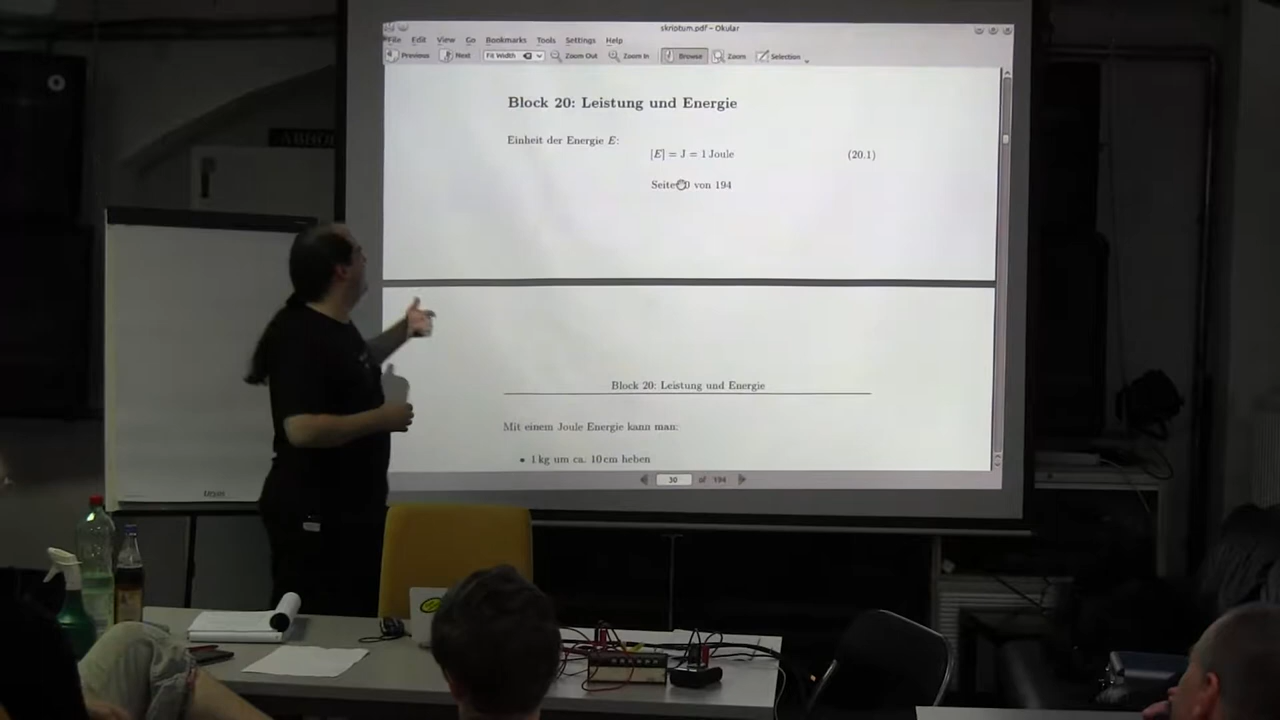 skriptum.pdf – Okular
File Edit View Go Bookmarks Tools Settings Help
Previous Next Fit Width Zoom Out Zoom In Browse Zoom Selection
Block 20: Leistung und Energie
Einheit der Energie E:
[E] = J = 1 Joule (20.1)
Seite von 194
Block 20: Leistung und Energie
Mit einem Joule Energie kann man:
• 1 kg um ca. 10 cm heben
30 of 194